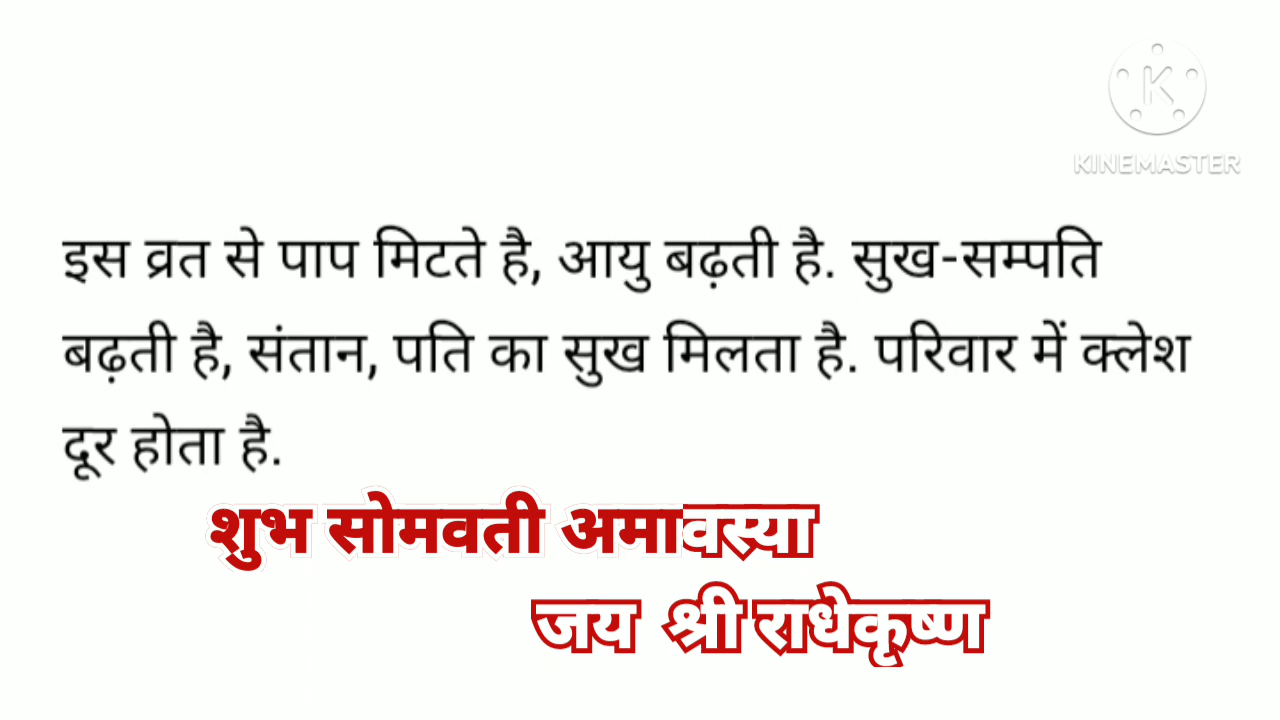 KINEMASTER
इस व्रत से पाप मिटते है, आयु बढ़ती है. सुख-सम्पति
बढ़ती है, संतान, पति का सुख मिलता है. परिवार में क्लेश
दूर होता है.
शुभ सोमवती अमावस्या
जय श्री राधेकृष्ण